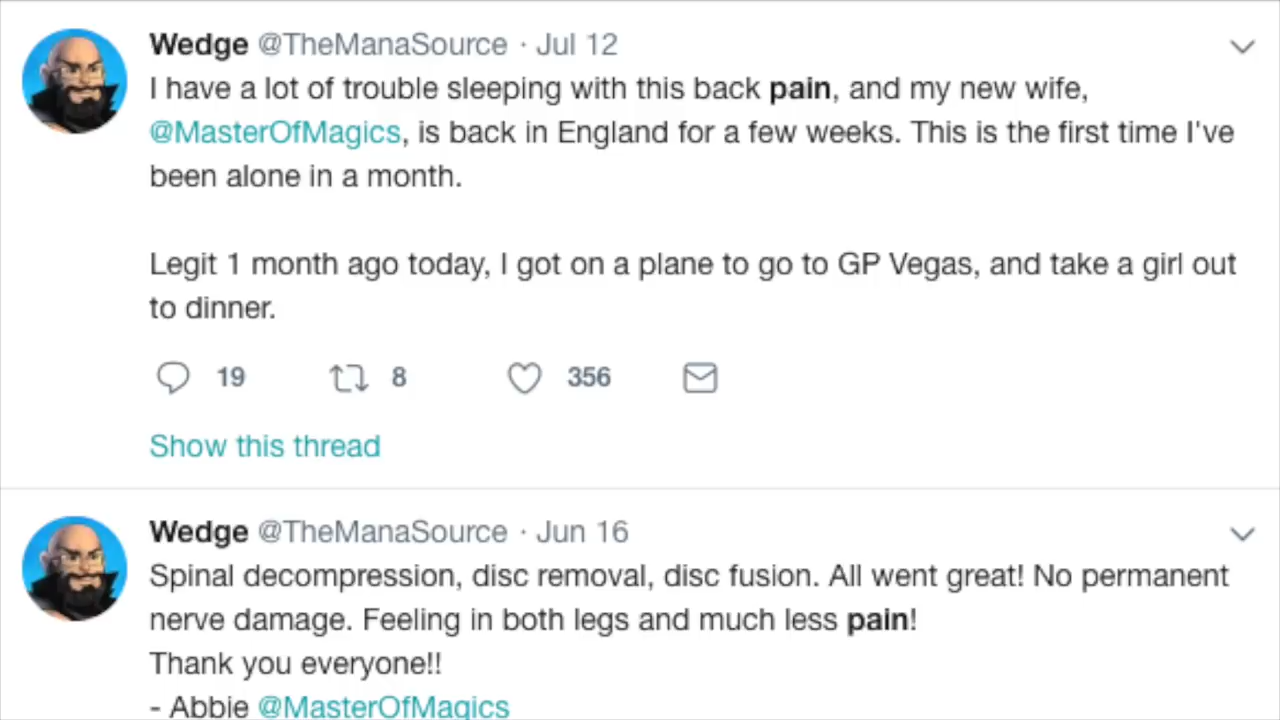 Wedge @TheManaSource · Jul 12
I have a lot of trouble sleeping with this back pain, and my new wife,
@MasterOfMagics, is back in England for a few weeks. This is the first time I've
been alone in a month.
Legit 1 month ago today, I got on a plane to go to GP Vegas, and take a girl out
to dinner.
19 8 356
Show this thread
Wedge @TheManaSource · Jun 16
Spinal decompression, disc removal, disc fusion. All went great! No permanent
nerve damage. Feeling in both legs and much less pain!
Thank you everyone!!
- Abbie @MasterOfMagics